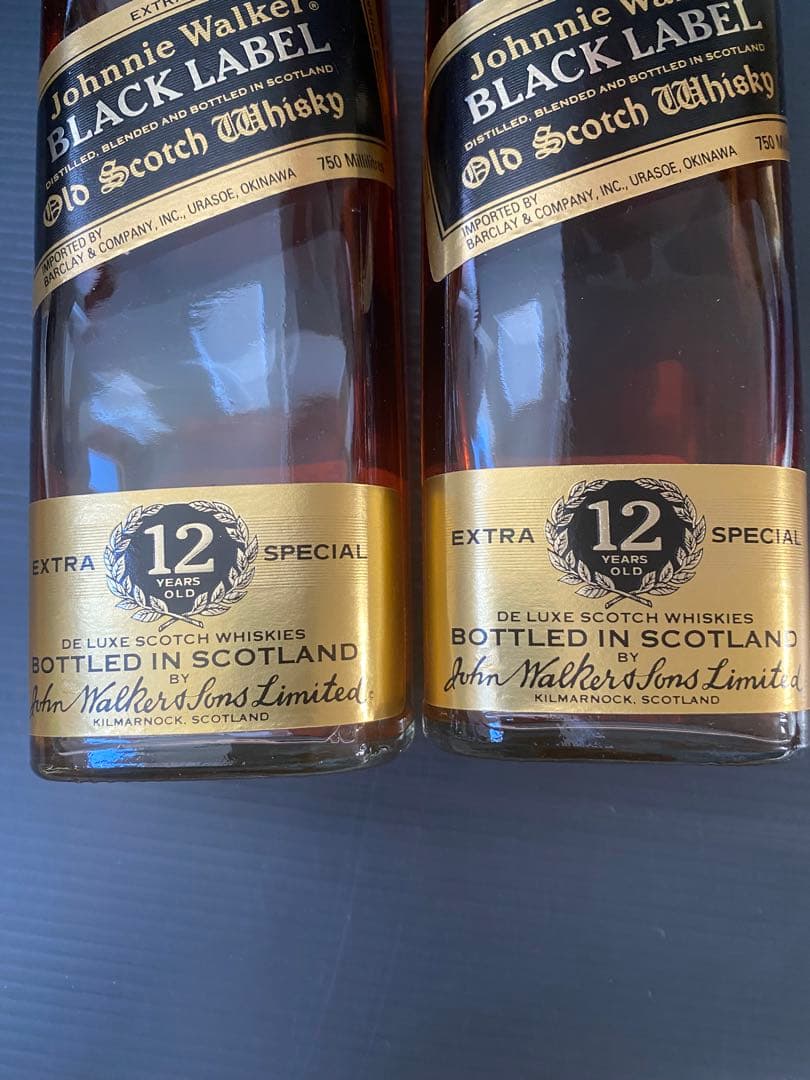 EXTRA
Johnnie Walker®
BLACK LABEL
DISTILLED, BLENDED AND BOTTLED IN SCOTLAND
Old Scotch Whisky
750 Millilitres
IMPORTED BY
BARCLAY & COMPANY, INC., URASOE, OKINAWA
EXTRA 12 SPECIAL
YEARS
OLD
DE LUXE SCOTCH WHISKIES
BOTTLED IN SCOTLAND
BY
John Walker & Sons Limited
KILMARNOCK, SCOTLAND
Johnnie
BLACK LABEL
DISTILLED, BLENDED AND BOTTLED IN SCOTLAND
Old Scotch Whisky
750
IMPORTED BY
BARCLAY & COMPANY, INC., URASOE, OKINAWA
EXTRA 12 SPECIAL
YEARS
OLD
DE LUXE SCOTCH WHISKIES
BOTTLED IN SCOTLAND
BY
John Walker & Sons Limited
KILMARNOCK, SCOTLAND